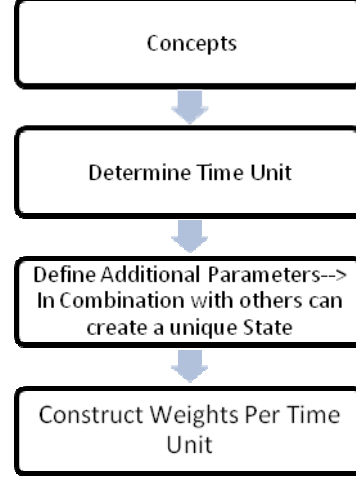 Concepts
Determine Time Unit
Define Additional Parameters-->
In Combination with others can
create a unique State
Construct Weights Per Time
Unit